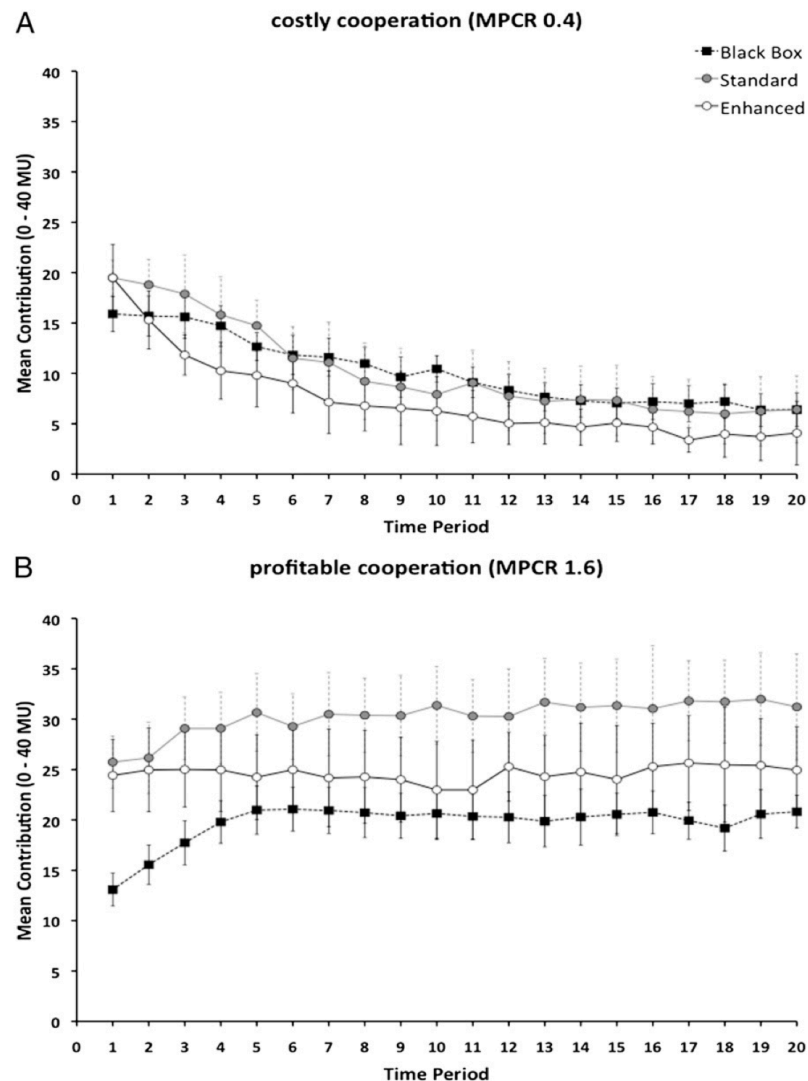 A
costly cooperation (MPCR 0.4)
Black Box
Standard
Enhanced
Mean Contribution (0 - 40 MU)
40
35
30
25
20
15
10
5
0
0 1 2 3 4 5 6 7 8 9 10 11 12 13 14 15 16 17 18 19 20
Time Period
B
profitable cooperation (MPCR 1.6)
Mean Contribution (0 - 40 MU)
40
35
30
25
20
15
10
5
0
0 1 2 3 4 5 6 7 8 9 10 11 12 13 14 15 16 17 18 19 20
Time Period